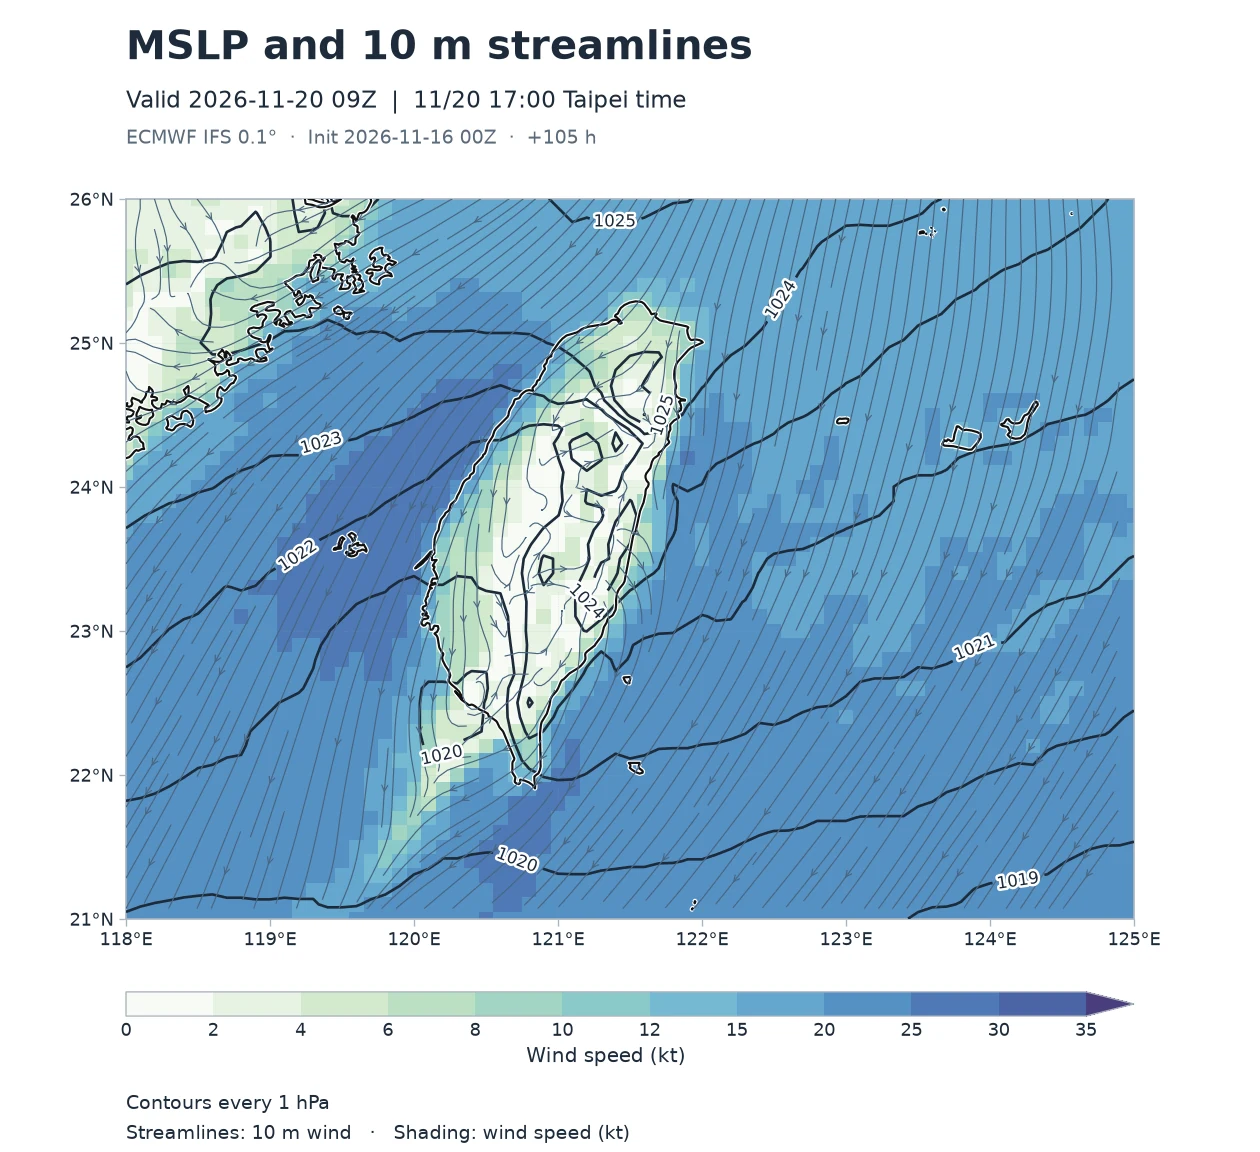 MSLP and 10 m streamlines
Valid 2026-11-20 09Z | 11/20 17:00 Taipei time
ECMWF IFS 0.1° · Init 2026-11-16 00Z · +105 h
26°N
25°N
24°N
23°N
22°N
21°N
1025
1024
1025
1023
1022
1024
1021
1020
1020
1019
118°E 119°E 120°E 121°E 122°E 123°E 124°E 125°E
0 2 4 6 8 10 12 15 20 25 30 35
Wind speed (kt)
Contours every 1 hPa
Streamlines: 10 m wind · Shading: wind speed (kt)